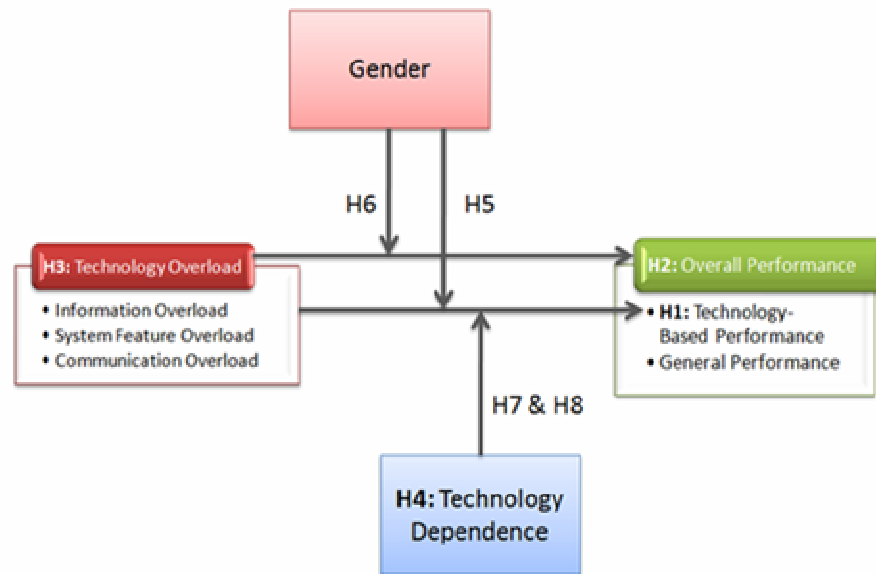 Gender
H6
H5
H3: Technology Overload
• Information Overload
• System Feature Overload
• Communication Overload
H2: Overall Performance
• H1: Technology-
Based Performance
• General Performance
H7 & H8
H4: Technology
Dependence